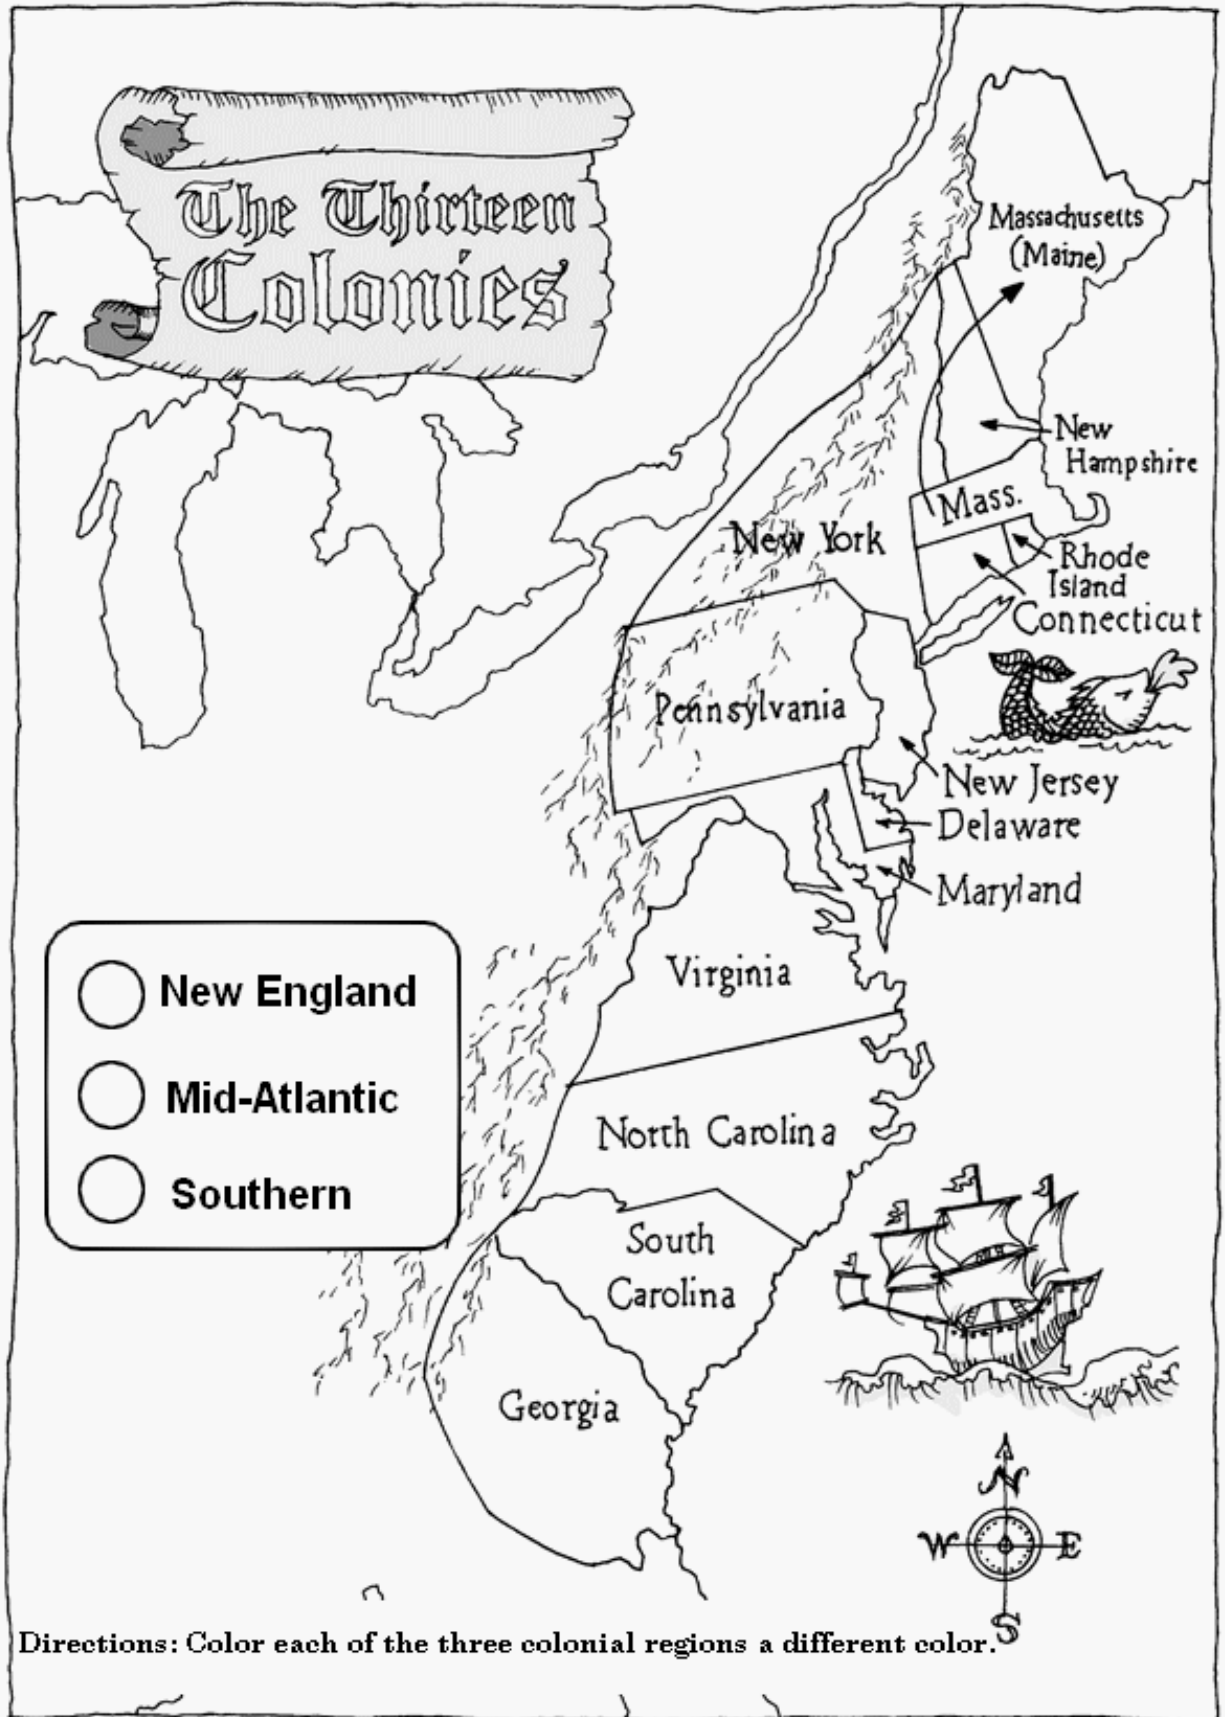 The Thirteen
Colonies
Massachusetts
(Maine)
New
Hampshire
Mass.
New York
Rhode
Island
Connecticut
Pennsylvania
New Jersey
Delaware
Maryland
New England
Virginia
Mid-Atlantic
North Carolina
Southern
South
Carolina
Georgia
N
W
E
S
Directions: Color each of the three colonial regions a different color.